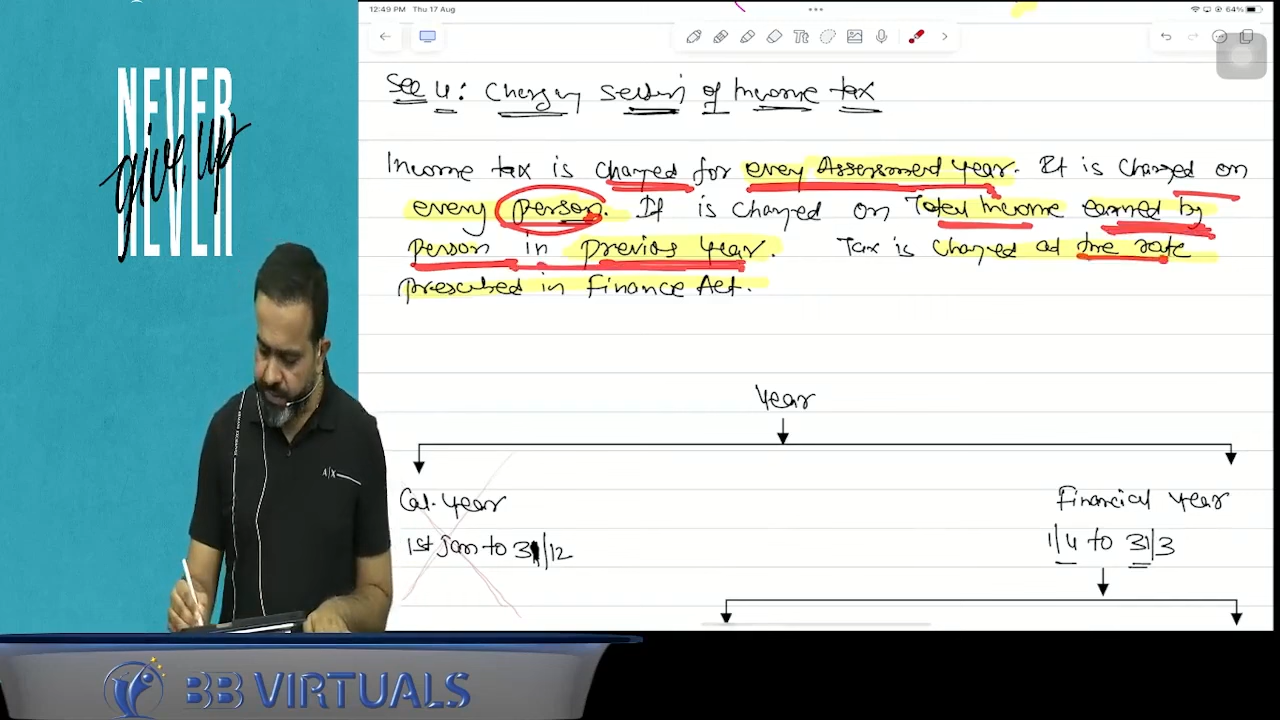 12:49 PM Thu 17 Aug
64%
NEVER
give up
NEVER
Sec 4: Charging Section of Income tax
Income tax is charged for every Assessment year. It is charged on
every person. It is charged on Total Income earned by
person in previous year. Tax is charged at the rate
prescribed in Finance Act.
Year
Cal. year
1st Jan to 31/12
Financial year
1/4 to 31/3
A|X
BB VIRTUALS